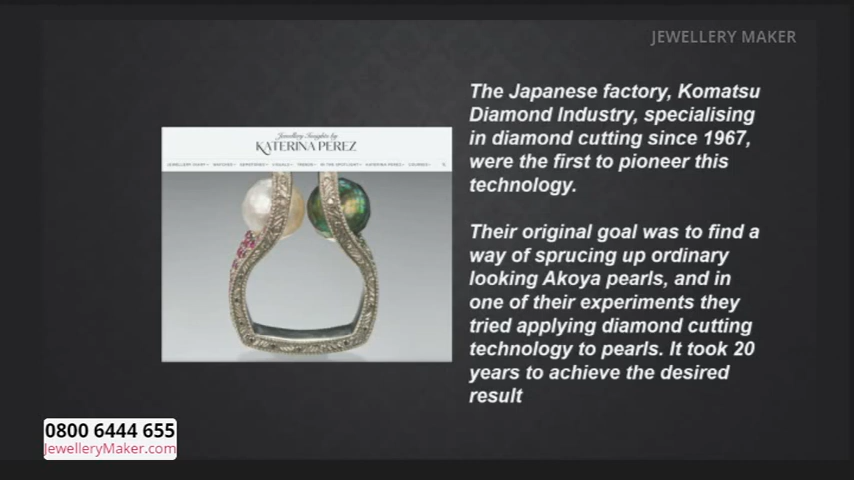 JEWELLERY MAKER
The Japanese factory, Komatsu
Diamond Industry, specialising
in diamond cutting since 1967,
were the first to pioneer this
technology.
Their original goal was to find a
way of sprucing up ordinary
looking Akoya pearls, and in
one of their experiments they
tried applying diamond cutting
technology to pearls. It took 20
years to achieve the desired
result
Jewellery Insights by
KATERINA PEREZ
0800 6444 655
JewelleryMaker.com